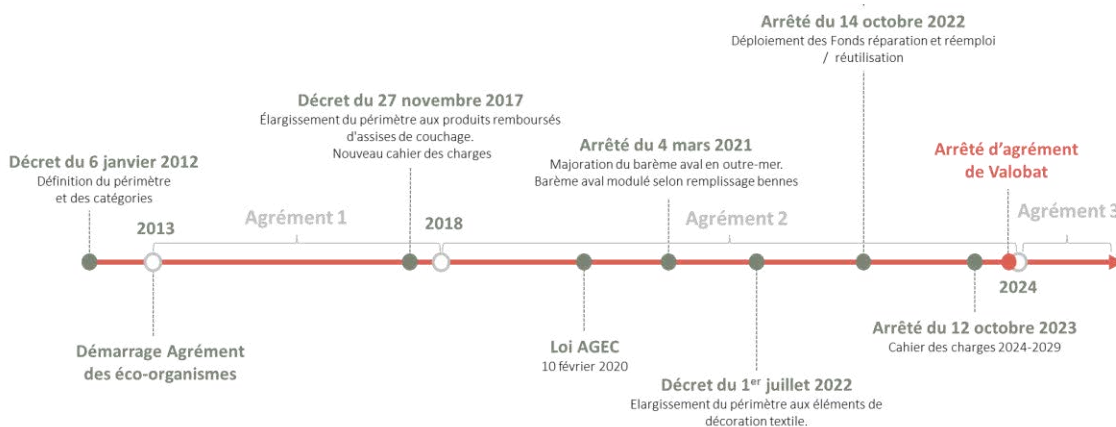 Arrêté du 14 octobre 2022
Déploiement des Fonds réparation et réemploi
/ réutilisation
Décret du 27 novembre 2017
Élargissement du périmètre aux produits remboursés
d'assises de couchage.
Nouveau cahier des charges
Arrêté du 4 mars 2021
Majoration du barème aval en outre-mer.
Barème aval modulé selon remplissage bennes
Arrêté d'agrément
de Valobat
Décret du 6 janvier 2012
Définition du périmètre
et des catégories
2013
Agrément 1
2018
Agrément 2
Agrément 3
2024
Démarrage Agrément
des éco-organismes
Loi AGEC
10 février 2020
Décret du 1er juillet 2022
Elargissement du périmètre aux éléments de
décoration textile.
Arrêté du 12 octobre 2023
Cahier des charges 2024-2029